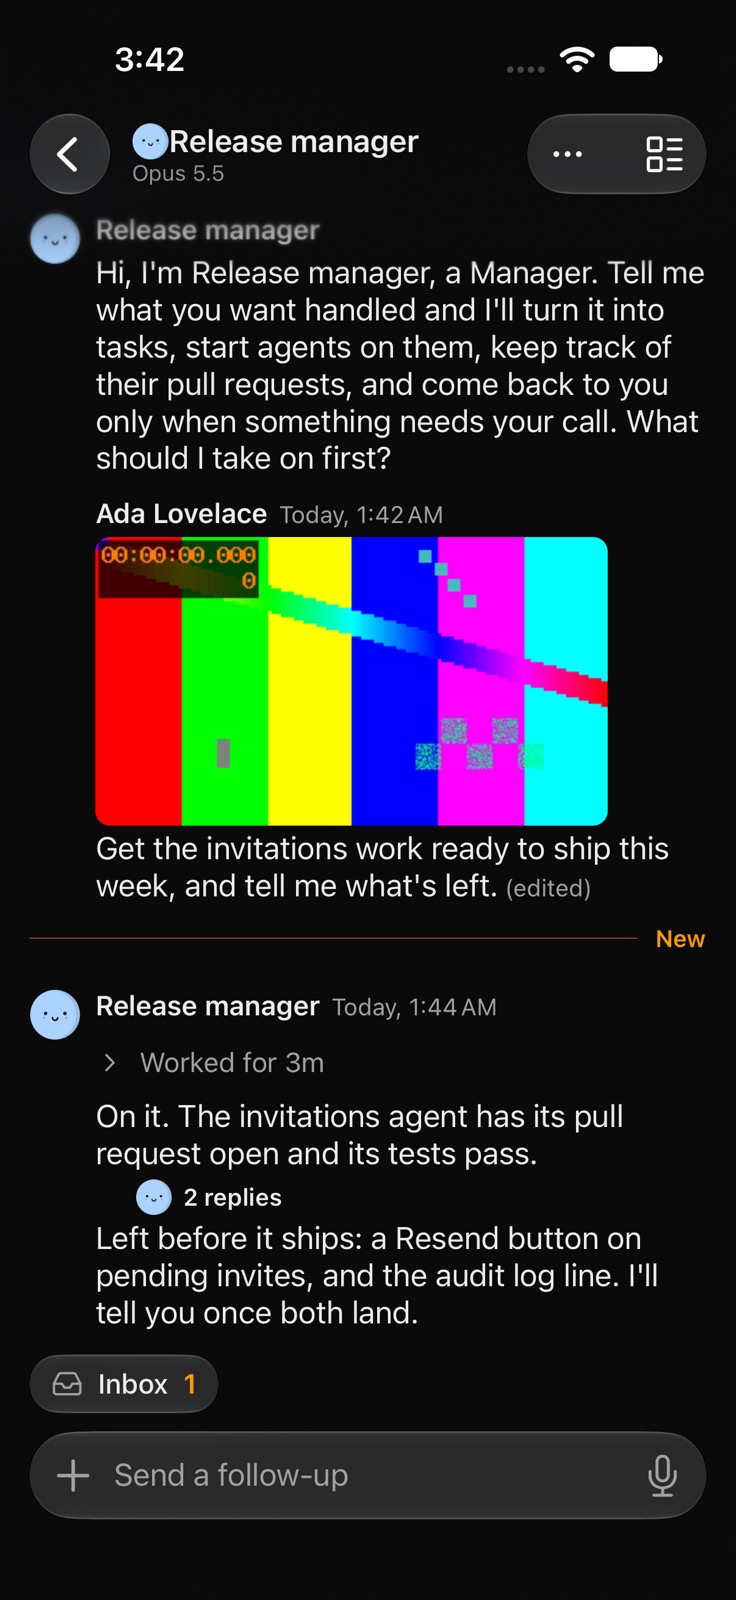 3:42
Release manager
Opus 5.5
Release manager
Hi, I'm Release manager, a Manager. Tell me
what you want handled and I'll turn it into
tasks, start agents on them, keep track of
their pull requests, and come back to you
only when something needs your call. What
should I take on first?
Ada Lovelace Today, 1:42 AM
00:00:00.000
0
Get the invitations work ready to ship this
week, and tell me what's left. (edited)
New
Release manager Today, 1:44 AM
Worked for 3m
On it. The invitations agent has its pull
request open and its tests pass.
2 replies
Left before it ships: a Resend button on
pending invites, and the audit log line. I'll
tell you once both land.
Inbox 1
Send a follow-up